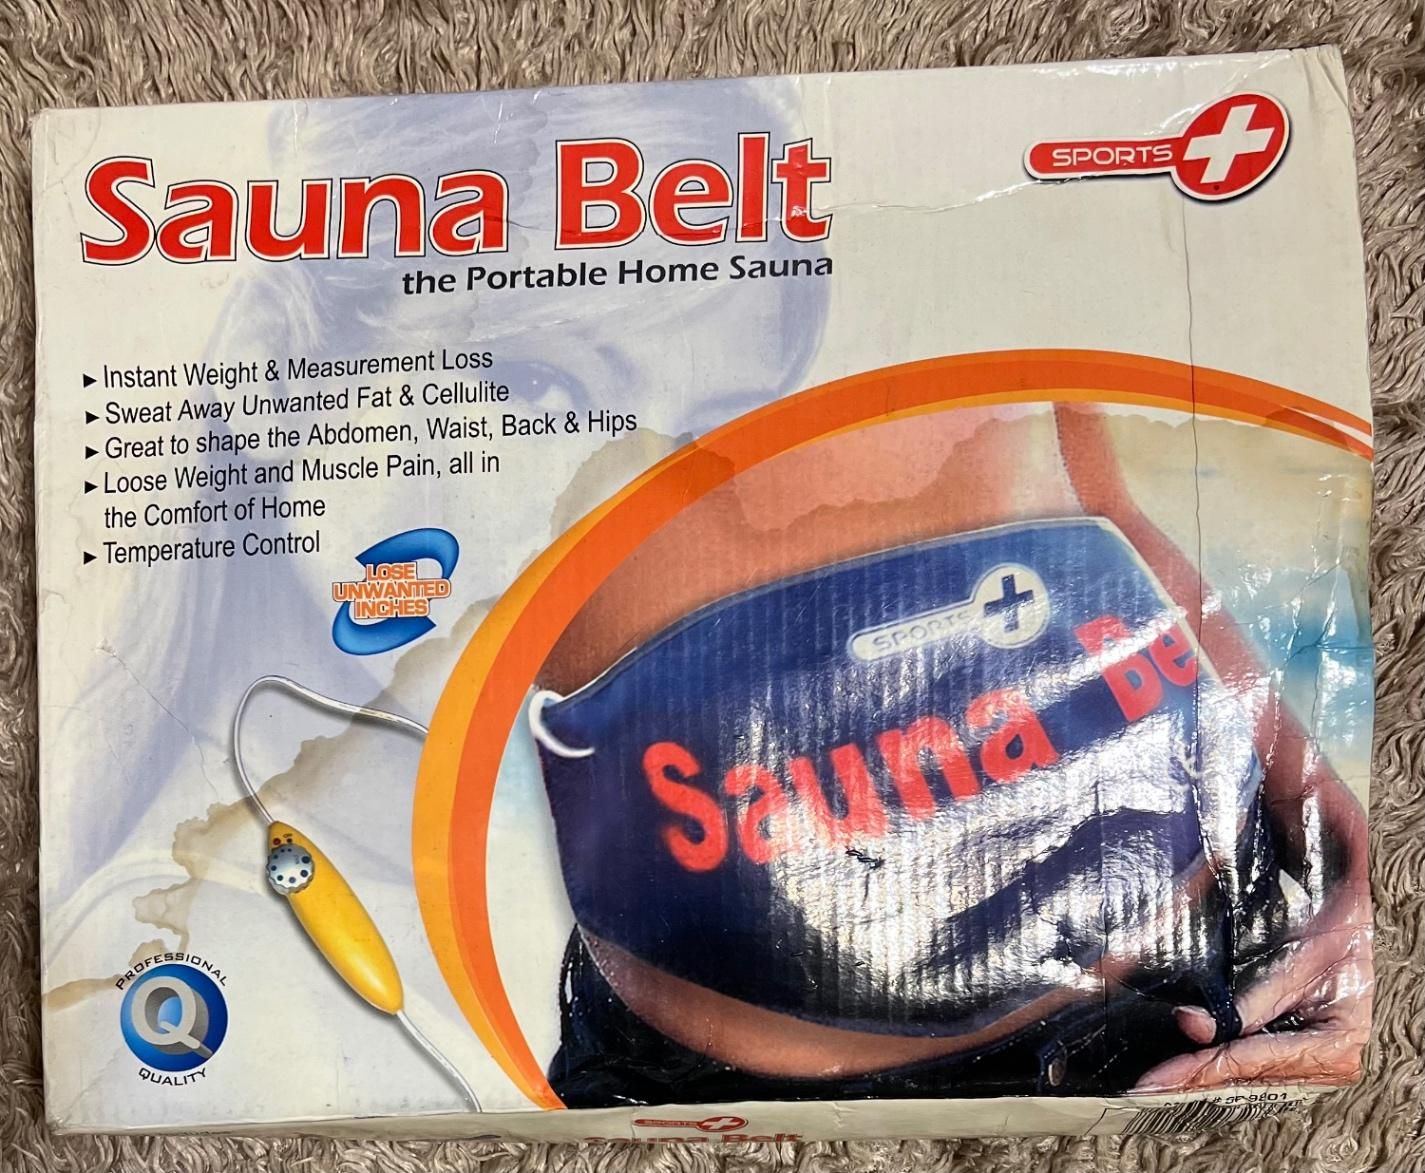 Sauna Belt
SPORTS
the Portable Home Sauna
Instant Weight & Measurement Loss
Sweat Away Unwanted Fat & Cellulite
Great to shape the Abdomen, Waist, Back & Hips
Loose Weight and Muscle Pain, all in
the Comfort of Home
Temperature Control
LOSE
UNWANTED
INCHES
SPORTS
Sauna Be
PROFESSIONAL
Q
QUALITY
SPORTS
Sauna Belt